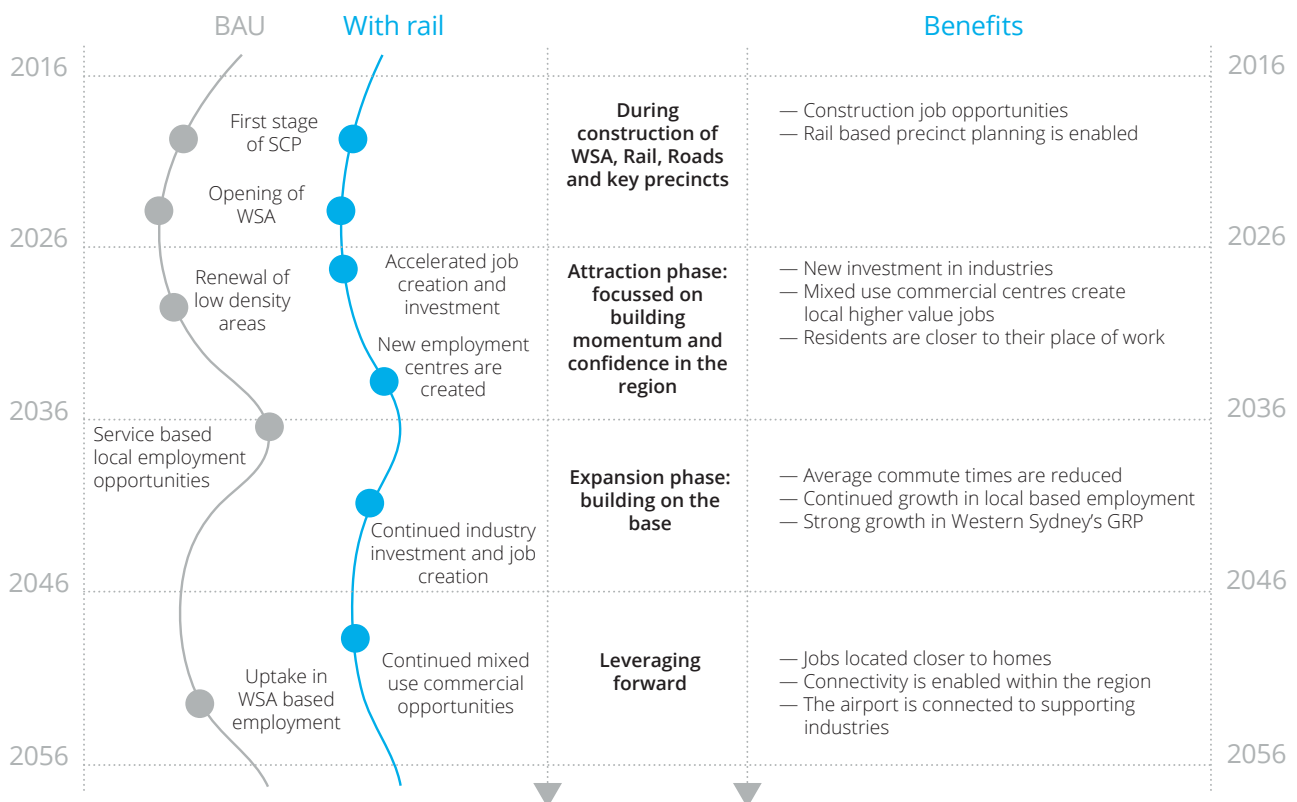 BAU
With rail
Benefits
2016
2016
First stage
of SCP
During
construction of
WSA, Rail, Roads
and key precincts
— Construction job opportunities
— Rail based precinct planning is enabled
Opening of
WSA
2026
2026
Renewal of
low density
areas
Accelerated job
creation and
investment
New employment
centres are
created
Attraction phase:
focussed on
building
momentum and
confidence in the
region
— New investment in industries
— Mixed use commercial centres create
local higher value jobs
— Residents are closer to their place of work
2036
2036
Service based
local employment
opportunities
Continued industry
investment and job
creation
Expansion phase:
building on the
base
— Average commute times are reduced
— Continued growth in local based employment
— Strong growth in Western Sydney’s GRP
2046
2046
Uptake in
WSA based
employment
Continued mixed
use commercial
opportunities
Leveraging
forward
— Jobs located closer to homes
— Connectivity is enabled within the region
— The airport is connected to supporting
industries
2056
2056